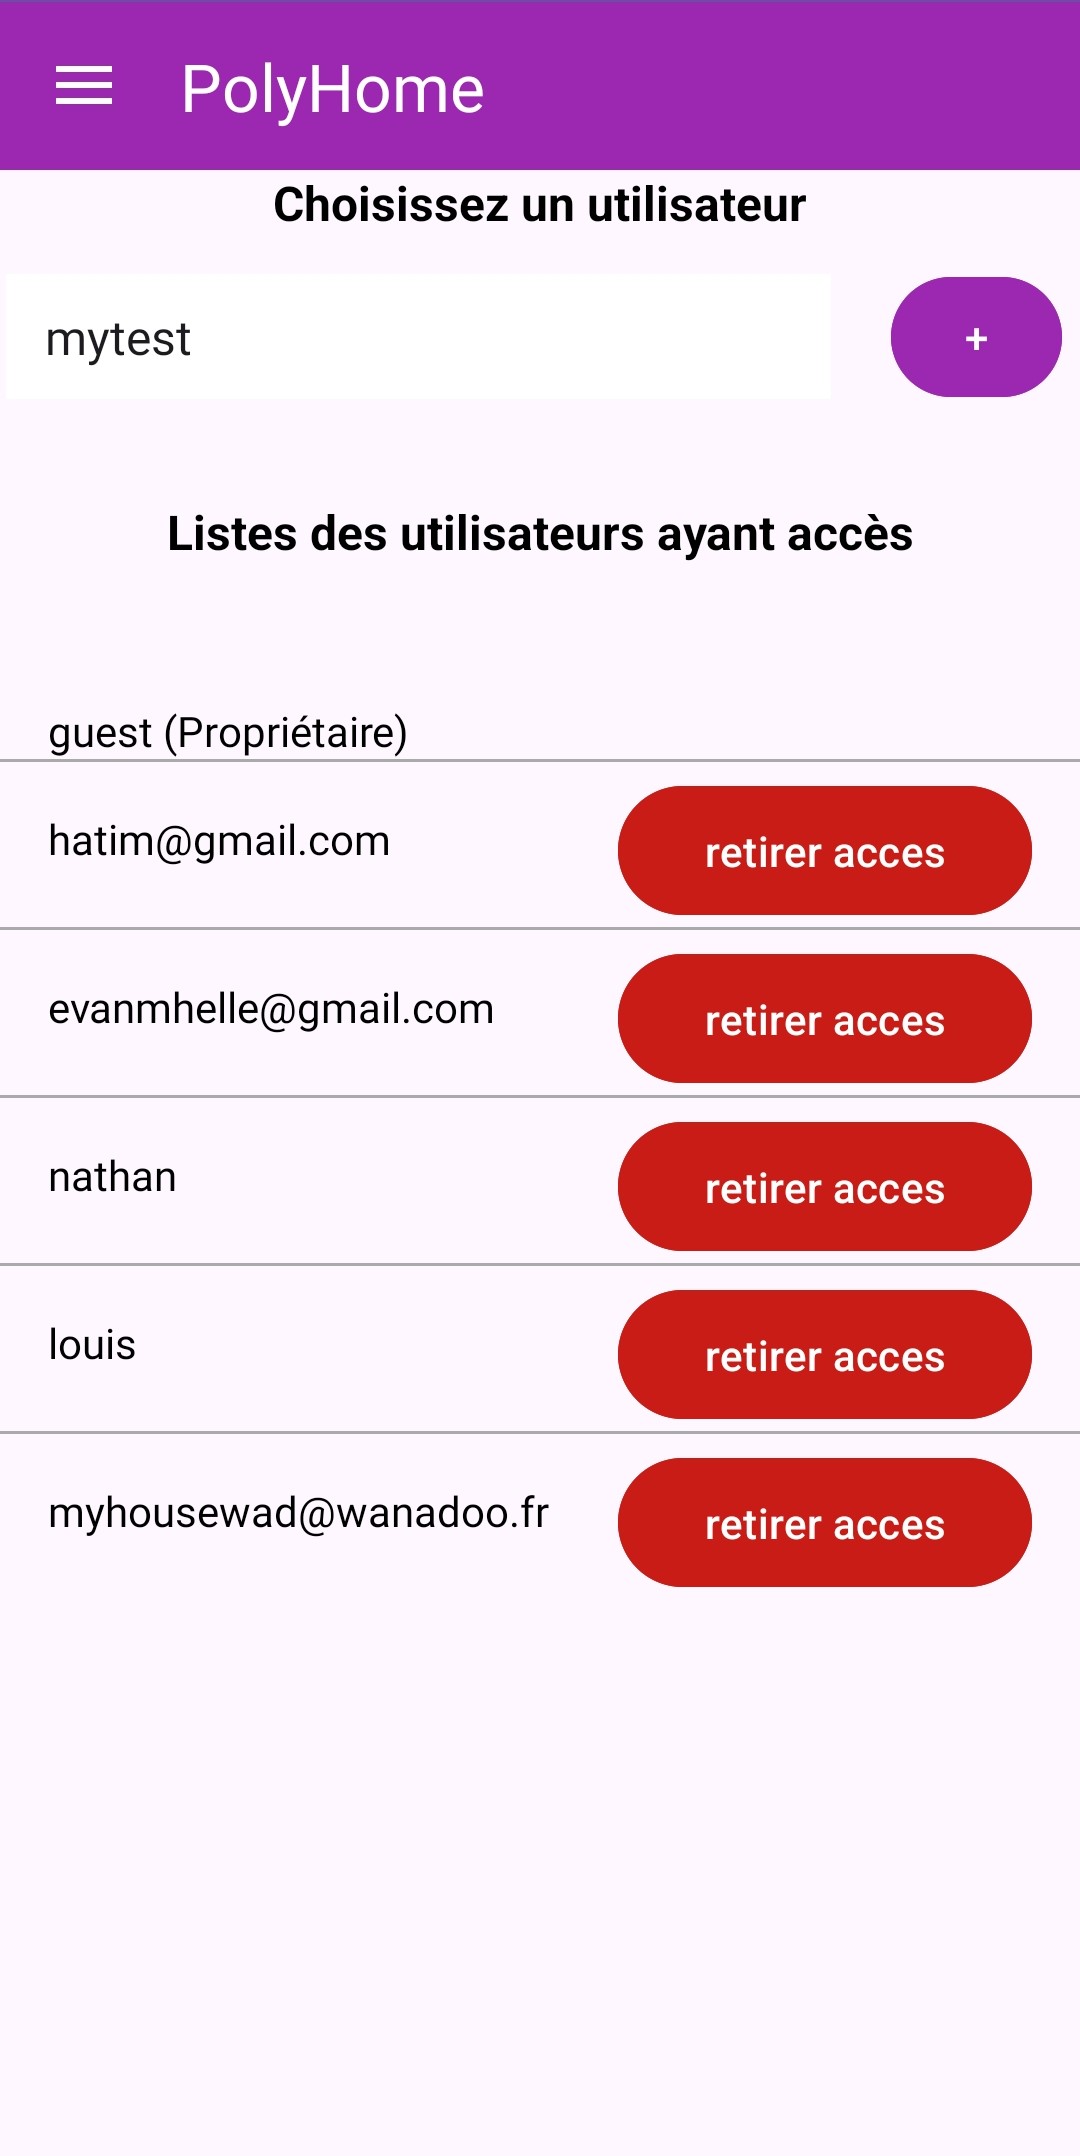 PolyHome
Choisissez un utilisateur
mytest
+
Listes des utilisateurs ayant accès
guest (Propriétaire)
hatim@gmail.com
retirer acces
evanmhelle@gmail.com
retirer acces
nathan
retirer acces
louis
retirer acces
myhousewad@wanadoo.fr
retirer acces